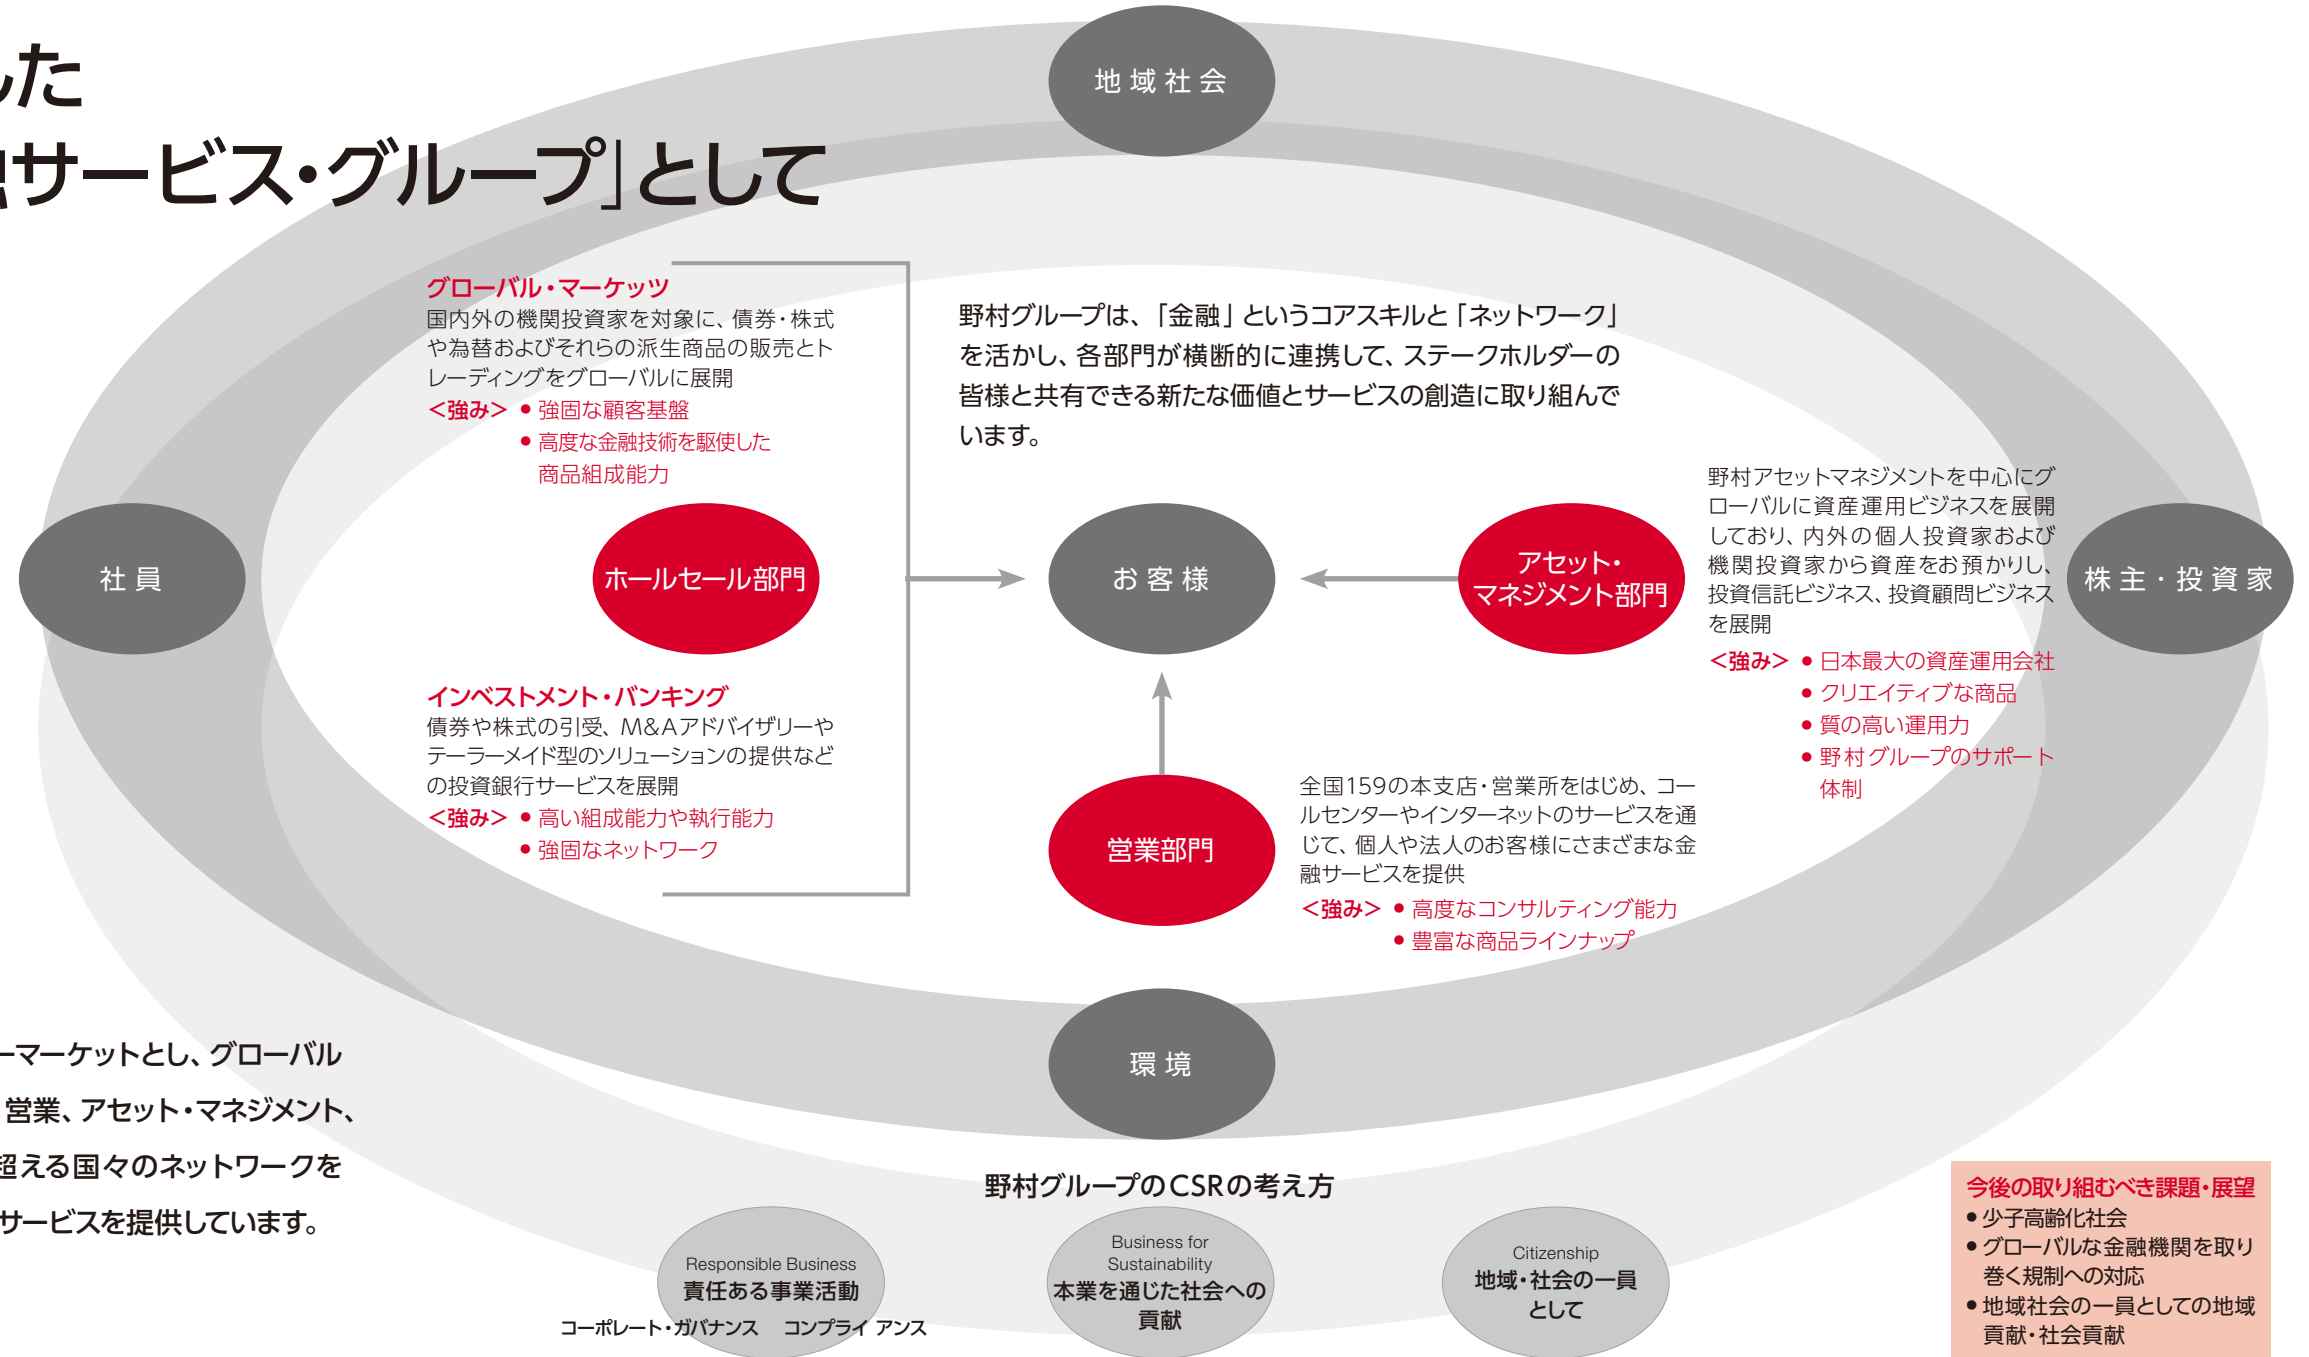 した
融サービス・グループ」として
地域社会
グローバル・マーケッツ
国内外の機関投資家を対象に、債券・株式
や為替およびそれらの派生商品の販売とト
レーディングをグローバルに展開
＜強み＞ ● 強固な顧客基盤
● 高度な金融技術を駆使した
商品組成能力
野村グループは、「金融」というコアスキルと「ネットワーク」
を活かし、各部門が横断的に連携して、ステークホルダーの
皆様と共有できる新たな価値とサービスの創造に取り組んで
います。
社員
ホールセール部門
お客様
アセット・
マネジメント部門
野村アセットマネジメントを中心にグ
ローバルに資産運用ビジネスを展開
しており、内外の個人投資家および
機関投資家から資産をお預かりし、
投資信託ビジネス、投資顧問ビジネス
を展開
＜強み＞ ● 日本最大の資産運用会社
● クリエイティブな商品
● 質の高い運用力
● 野村グループのサポート
体制
株主・投資家
インベストメント・バンキング
債券や株式の引受、M&Aアドバイザリーや
テーラーメイド型のソリューションの提供など
の投資銀行サービスを展開
＜強み＞ ● 高い組成能力や執行能力
● 強固なネットワーク
営業部門
全国159の本支店・営業所をはじめ、コー
ルセンターやインターネットのサービスを通
じて、個人や法人のお客様にさまざまな金
融サービスを提供
＜強み＞ ● 高度なコンサルティング能力
● 豊富な商品ラインナップ
環境
ーマーケットとし、グローバル
営業、アセット・マネジメント、
超える国々のネットワークを
サービスを提供しています。
野村グループのCSRの考え方
Responsible Business
責任ある事業活動
コーポレート・ガバナンス コンプライアンス
Business for
Sustainability
本業を通じた社会への
貢献
Citizenship
地域・社会の一員
として
今後の取り組むべき課題・展望
● 少子高齢化社会
● グローバルな金融機関を取り
巻く規制への対応
● 地域社会の一員としての地域
貢献・社会貢献